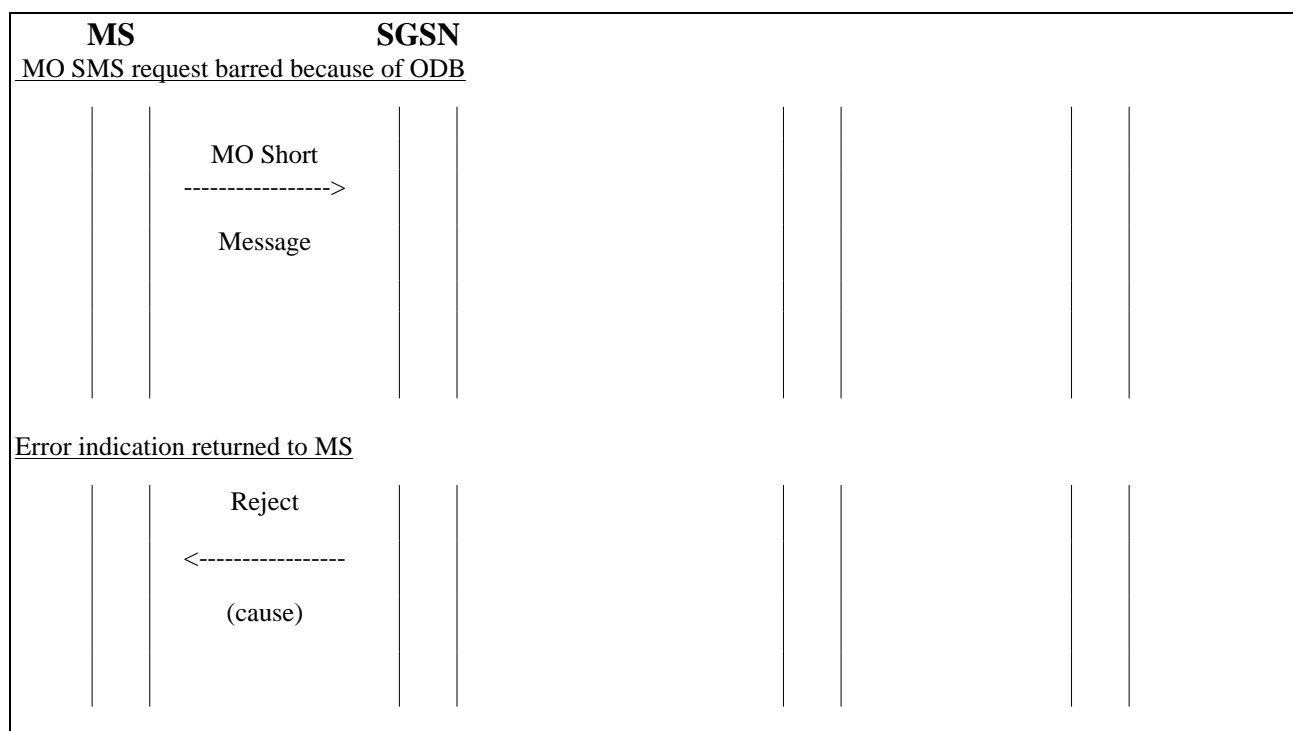 MS SGSN
MO SMS request barred because of ODB
MO Short
----------------->
Message
Error indication returned to MS
Reject
<-----------------
(cause)